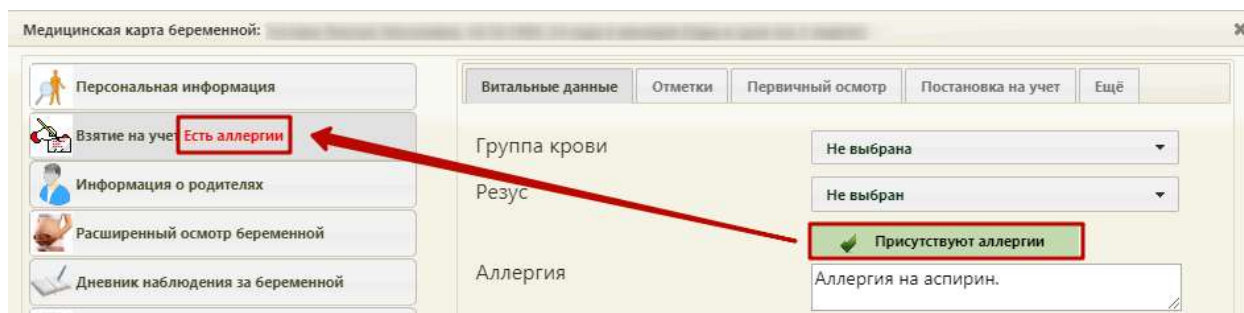 Медицинская карта беременной:
Персональная информация
Взятие на учет Есть аллергии
Информация о родителях
Расширенный осмотр беременной
Дневник наблюдения за беременной
Витальные данные Отметки Первичный осмотр Постановка на учет Ещё
Группа крови Не выбрана
Резус Не выбран
Присутствуют аллергии
Аллергия Аллергия на аспирин.